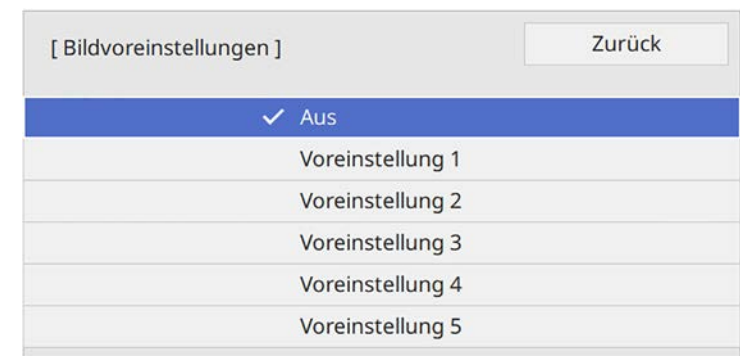 [ Bildvoreinstellungen ] Zurück
Aus
Voreinstellung 1
Voreinstellung 2
Voreinstellung 3
Voreinstellung 4
Voreinstellung 5